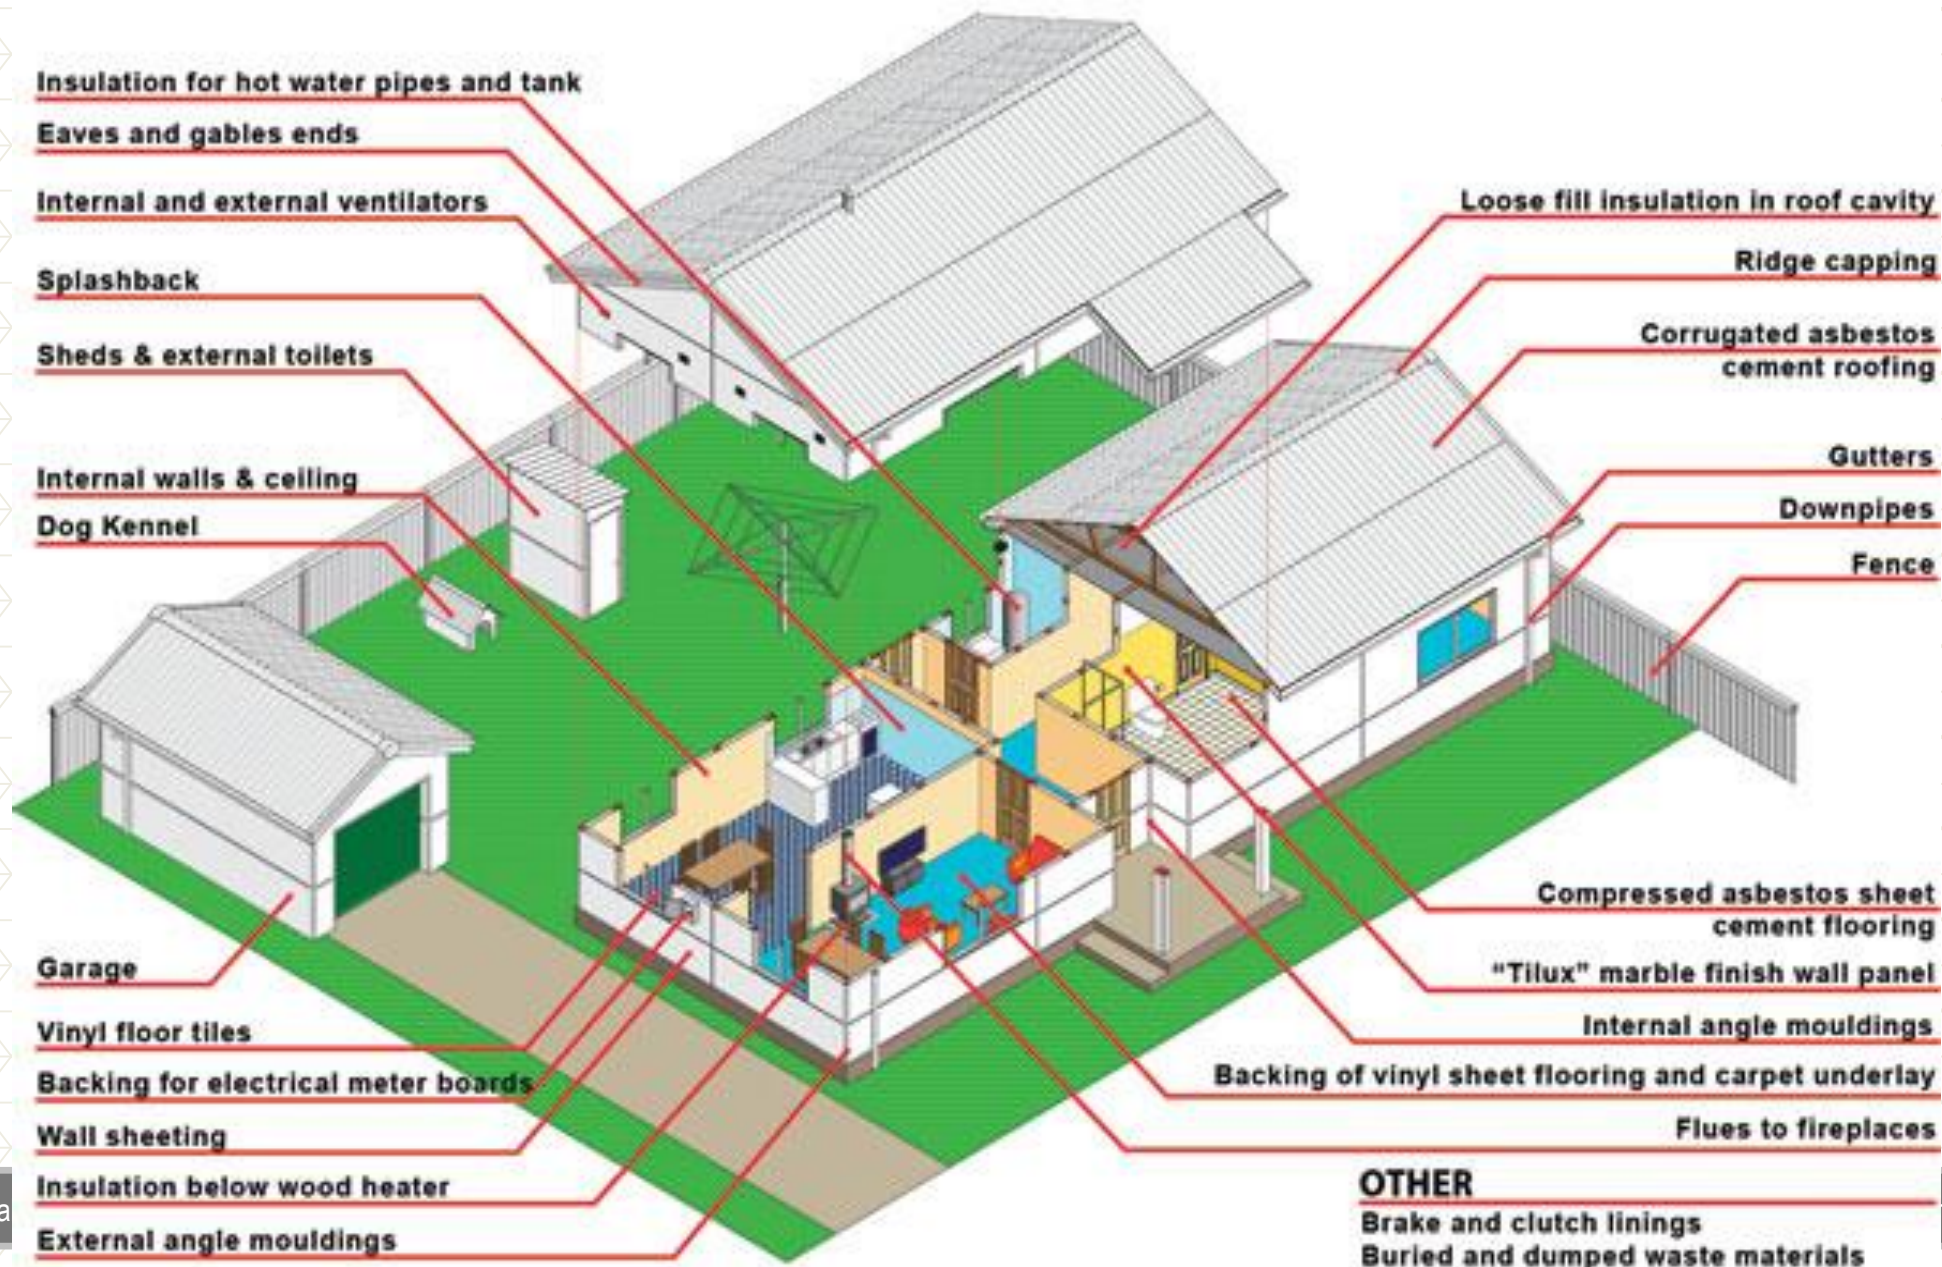 Insulation for hot water pipes and tank
Eaves and gables ends
Internal and external ventilators
Splashback
Sheds & external toilets
Internal walls & ceiling
Dog Kennel
Garage
Vinyl floor tiles
Backing for electrical meter boards
Wall sheeting
Insulation below wood heater
External angle mouldings
Loose fill insulation in roof cavity
Ridge capping
Corrugated asbestos
cement roofing
Gutters
Downpipes
Fence
Compressed asbestos sheet
cement flooring
“Tilux” marble finish wall panel
Internal angle mouldings
Backing of vinyl sheet flooring and carpet underlay
Flues to fireplaces
OTHER
Brake and clutch linings
Buried and dumped waste materials